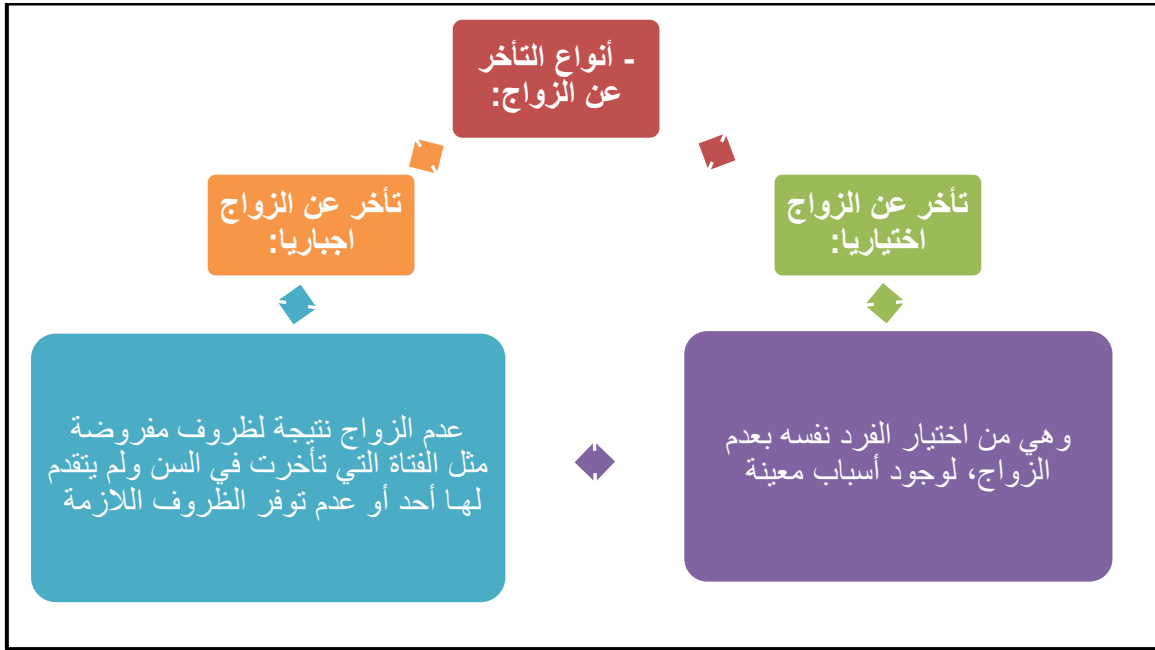 - أنواع التأخر
عن الزواج:
تأخر عن الزواج
اختياريا:
تأخر عن الزواج
اجباريا:
وهي من اختيار الفرد نفسه بعدم
الزواج، لوجود أسباب معينة
عدم الزواج نتيجة لظروف مفروضة
مثل الفتاة التي تأخرت في السن ولم يتقدم
لها أحد أو عدم توفر الظروف اللازمة